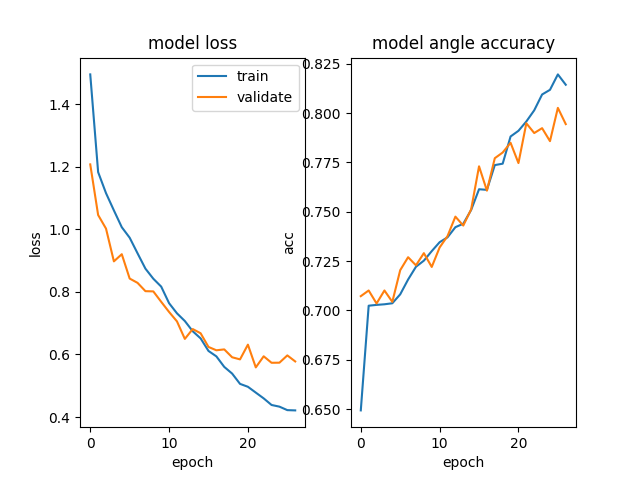 model loss
train
validate
1.4
1.2
1.0
0.8
0.6
0.4
loss
0 10 20
epoch
model angle accuracy
0.825
0.800
0.775
0.750
0.725
0.700
0.675
0.650
acc
0 10 20
epoch